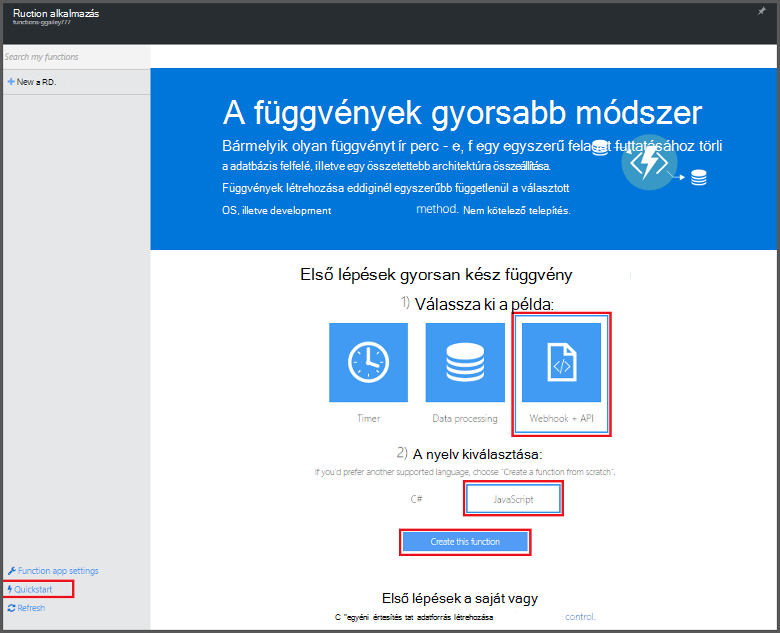 Ruction alkalmazás
functions-ggailey777
Search my functions
+ New a RD.
A függvények gyorsabb módszer
Bármelyik olyan függvényt ír perc - e, f egy egyszerű feladat futtatásához törli
a adatbázis felfelé, illetve egy összetettebb architektúra összeállítása.
Függvények létrehozása eddiginél egyszerűbb függetlenül a választott
OS, illetve development method. Nem kötelező telepítés.
Első lépések gyorsan kész függvény
1) Válassza ki a példa:
Timer Data processing Webhook + API
2) A nyelv kiválasztása:
If you'd prefer another supported language, choose "Create a function from scratch".
C# JavaScript
Create this function
Function app settings
Quickstart
Refresh
Első lépések a saját vagy
C "egyéni értesítés tat adatforrás létrehozása control.